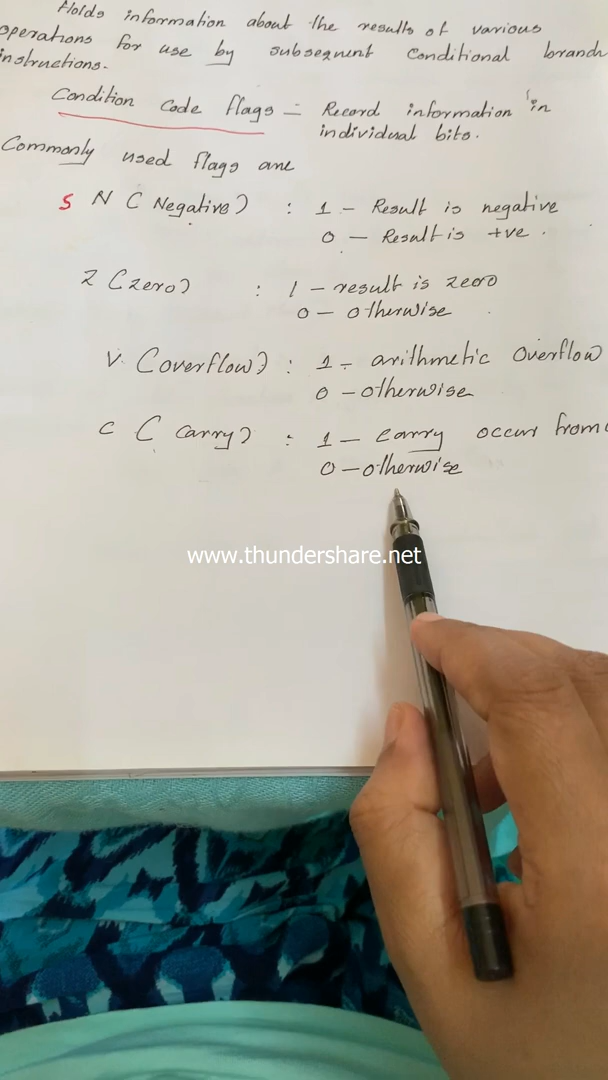 Holds information about the results of various
operations for use by subsequent conditional branch
instructions.
Condition Code flags = Record information in
individual bits.
Commonly used flags are
S N ( Negative ) : 1 - Result is negative
0 - Result is +ve .
Z ( zero ) : 1 - result is zero
0 - otherwise
V. ( overflow ) : 1 - arithmetic Overflow
0 - otherwise
C ( carry ) : 1 - carry occur from
0 - otherwise
www.thundershare.net